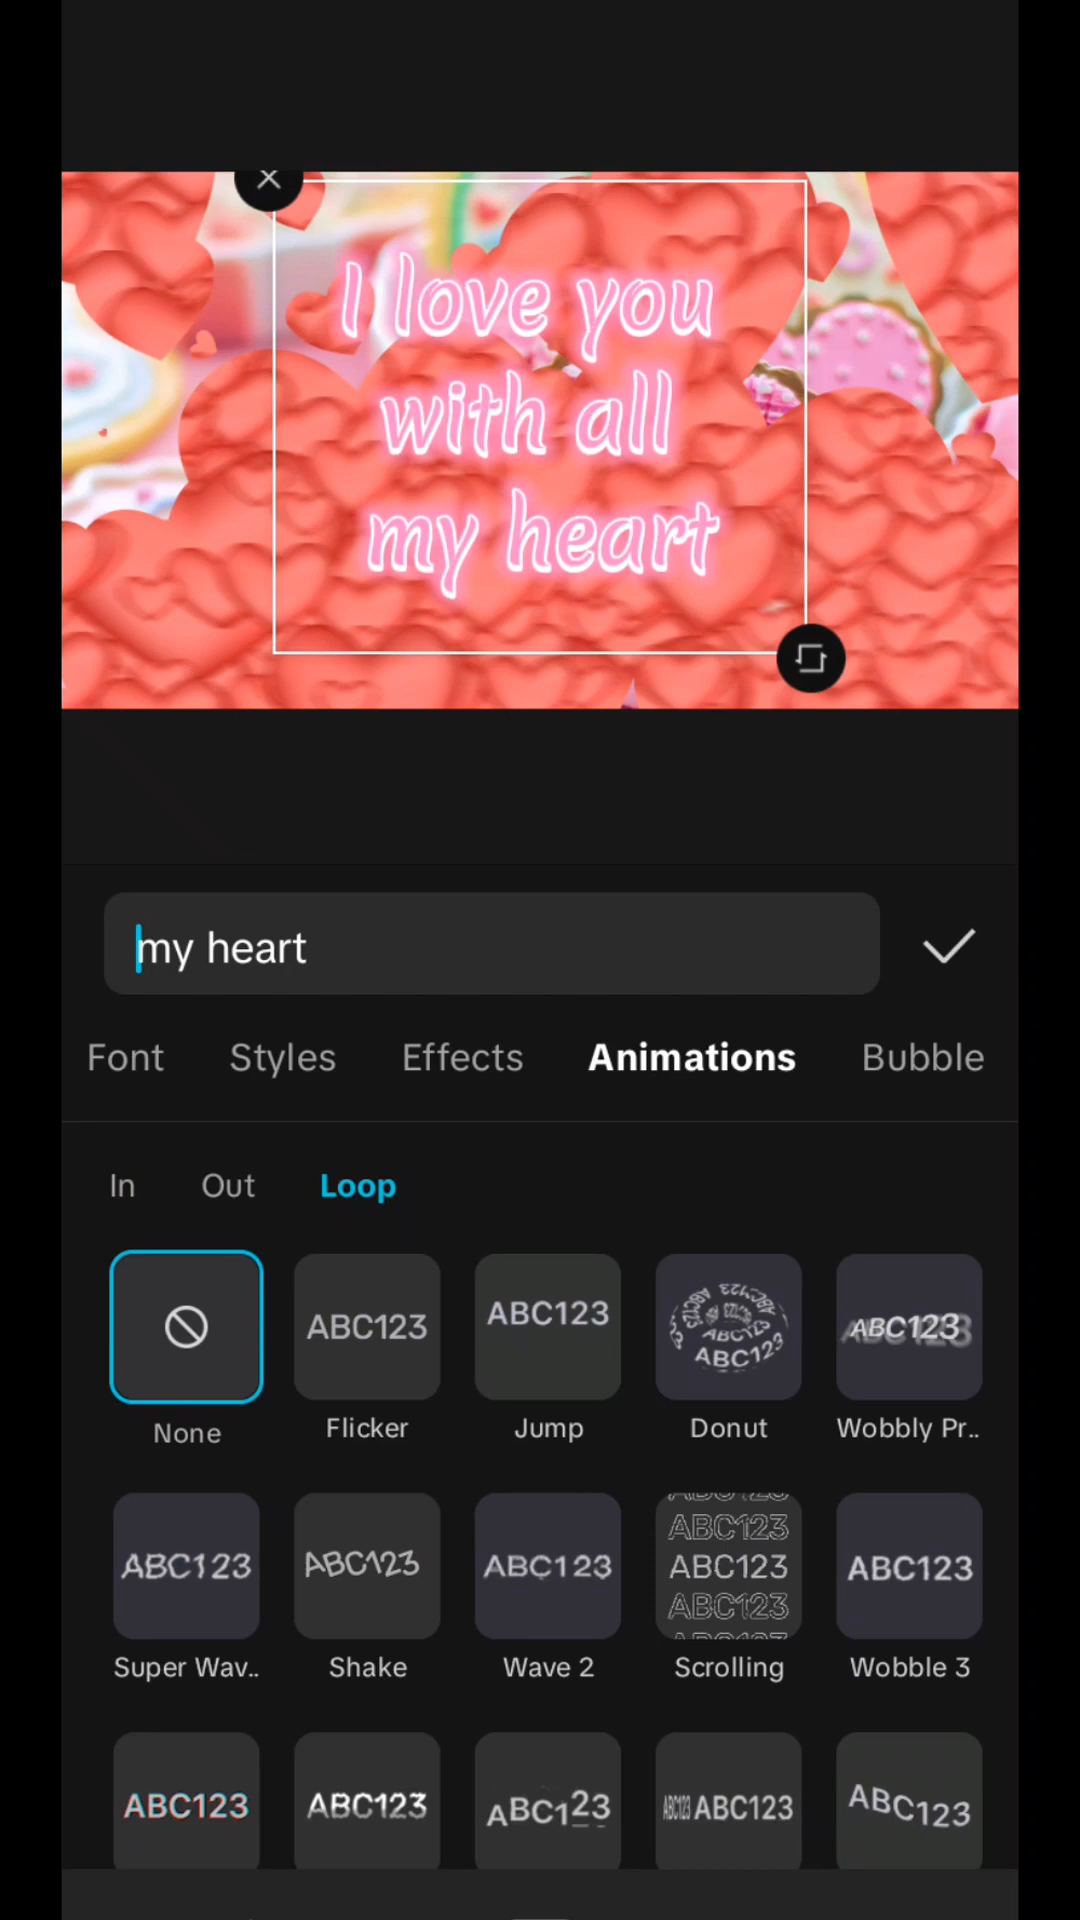 I love you
with all
my heart
my heart
Font Styles Effects Animations Bubble
In Out Loop
ABC123 ABC123 ABC123 ABC123
None Flicker Jump Donut Wobbly Pr..
ABC123 ABC123 ABC123 ABC123 ABC123
ABC123
ABC123
Super Wav.. Shake Wave 2 Scrolling Wobble 3
ABC123 ABC123 ABC123 ABC123 ABC123 ABC123